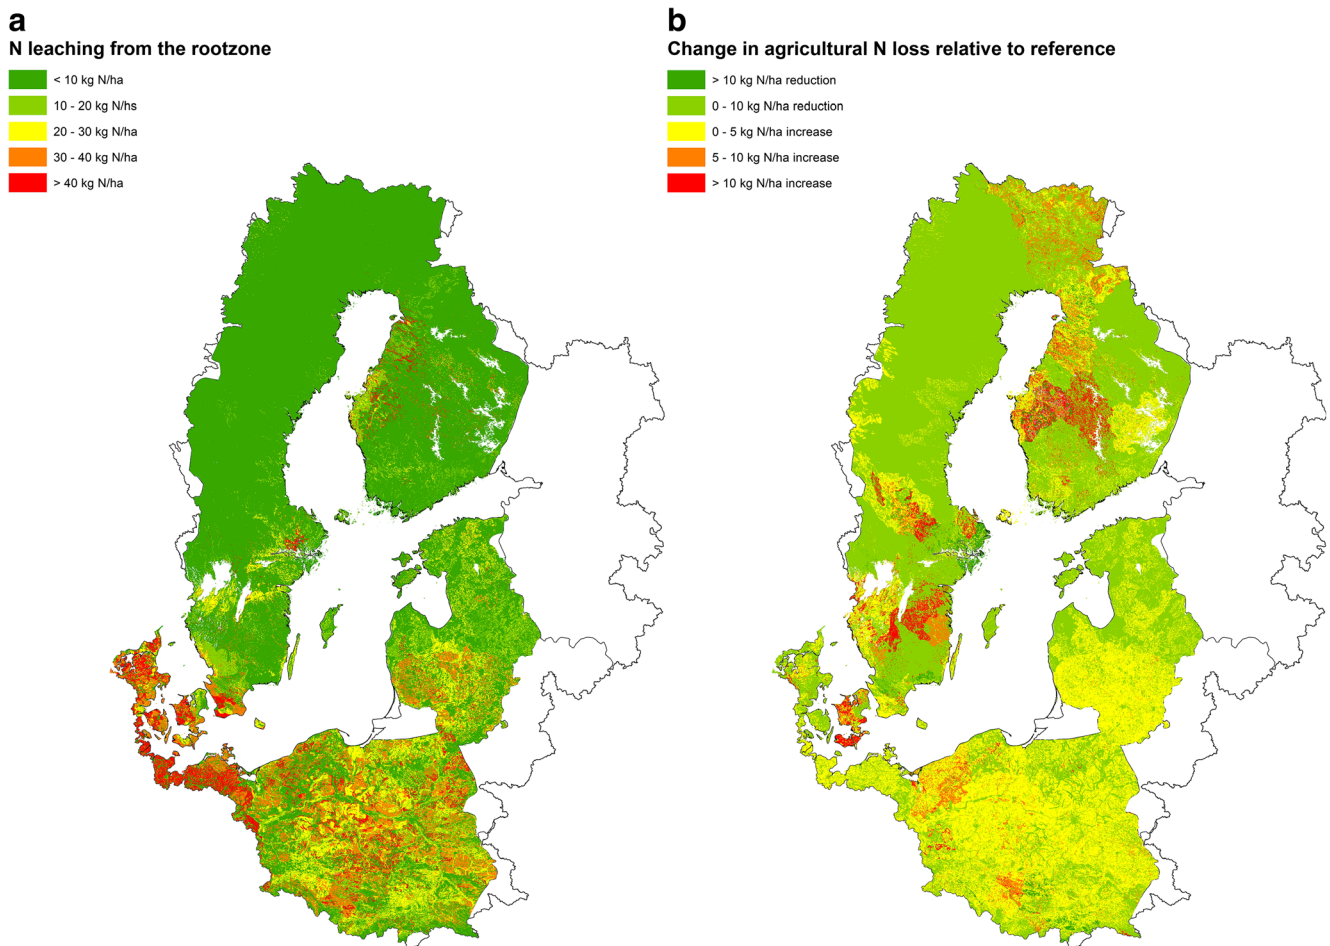 a
N leaching from the rootzone
< 10 kg N/ha
10 - 20 kg N/hs
20 - 30 kg N/ha
30 - 40 kg N/ha
> 40 kg N/ha
b
Change in agricultural N loss relative to reference
> 10 kg N/ha reduction
0 - 10 kg N/ha reduction
0 - 5 kg N/ha increase
5 - 10 kg N/ha increase
> 10 kg N/ha increase